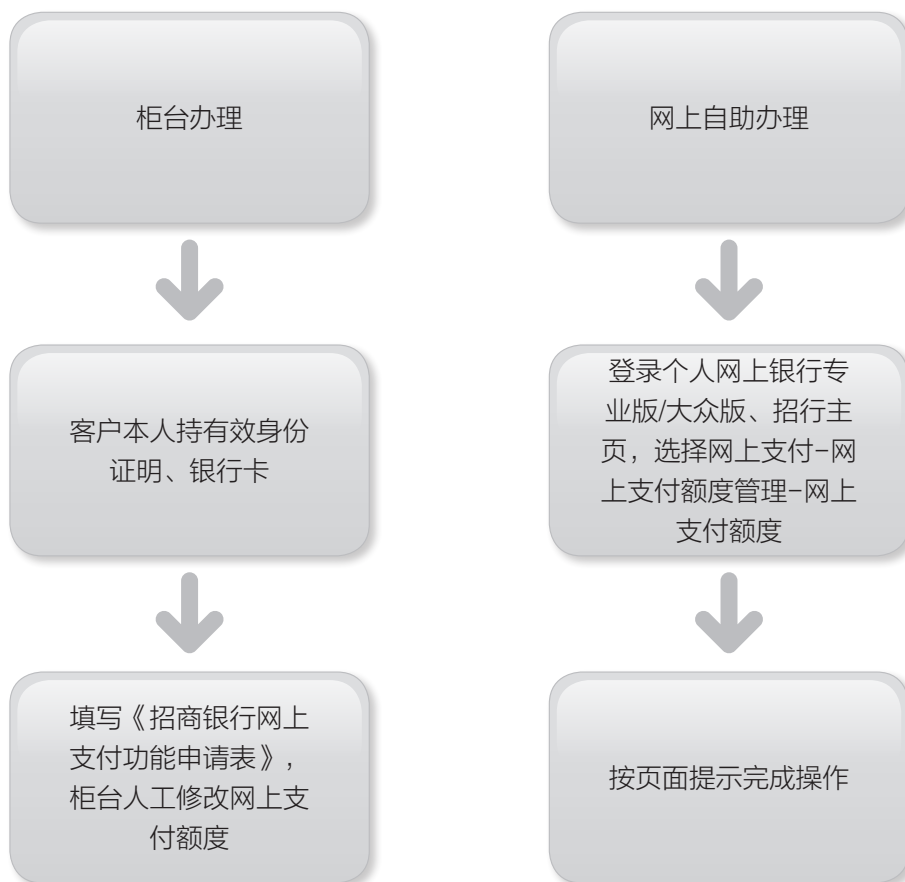 柜台办理
客户本人持有效身份
证明、银行卡
填写《招商银行网上
支付功能申请表》,
柜台人工修改网上支
付额度
网上自助办理
登录个人网上银行专
业版/大众版、招行主
页，选择网上支付-网
上支付额度管理-网上
支付额度
按页面提示完成操作